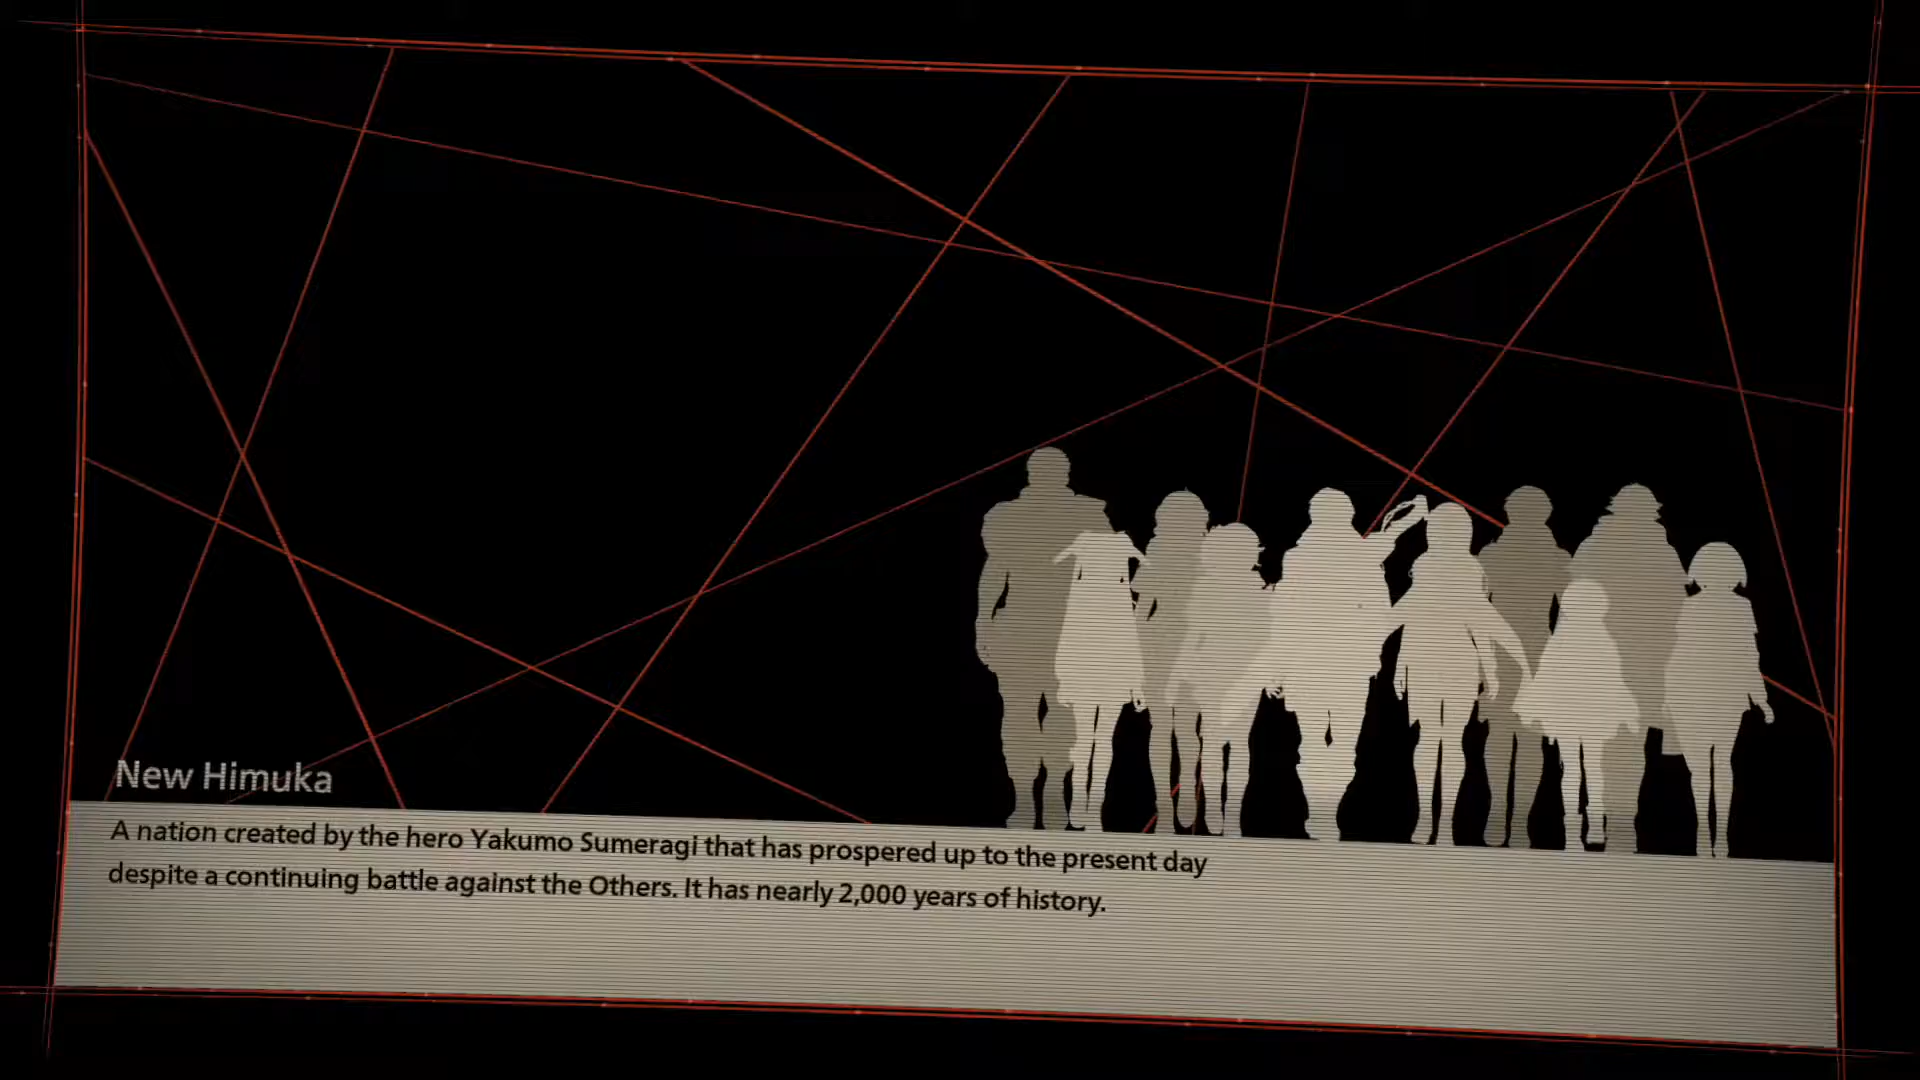 New Himuka
A nation created by the hero Yakumo Sumeragi that has prospered up to the present day
despite a continuing battle against the Others. It has nearly 2,000 years of history.